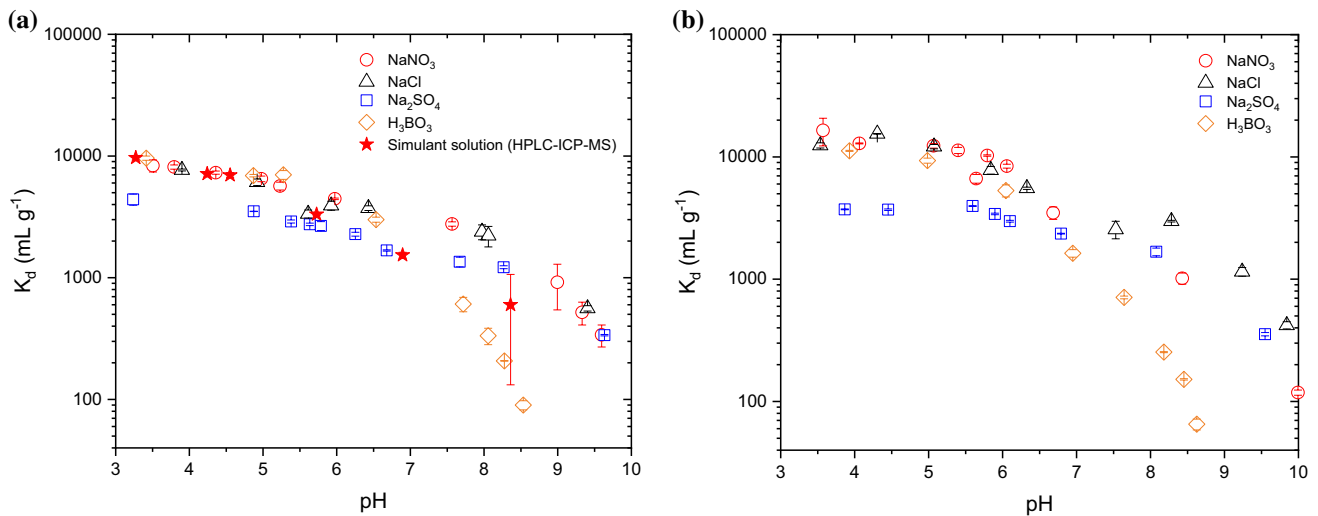 (a)
100000
10000
1000
100
K_d (mL g⁻¹)
NaNO₃
NaCl
Na₂SO₄
H₃BO₃
Simulant solution (HPLC-ICP-MS)
3 4 5 6 7 8 9 10
pH
(b)
100000
10000
1000
100
K_d (mL g⁻¹)
NaNO₃
NaCl
Na₂SO₄
H₃BO₃
3 4 5 6 7 8 9 10
pH